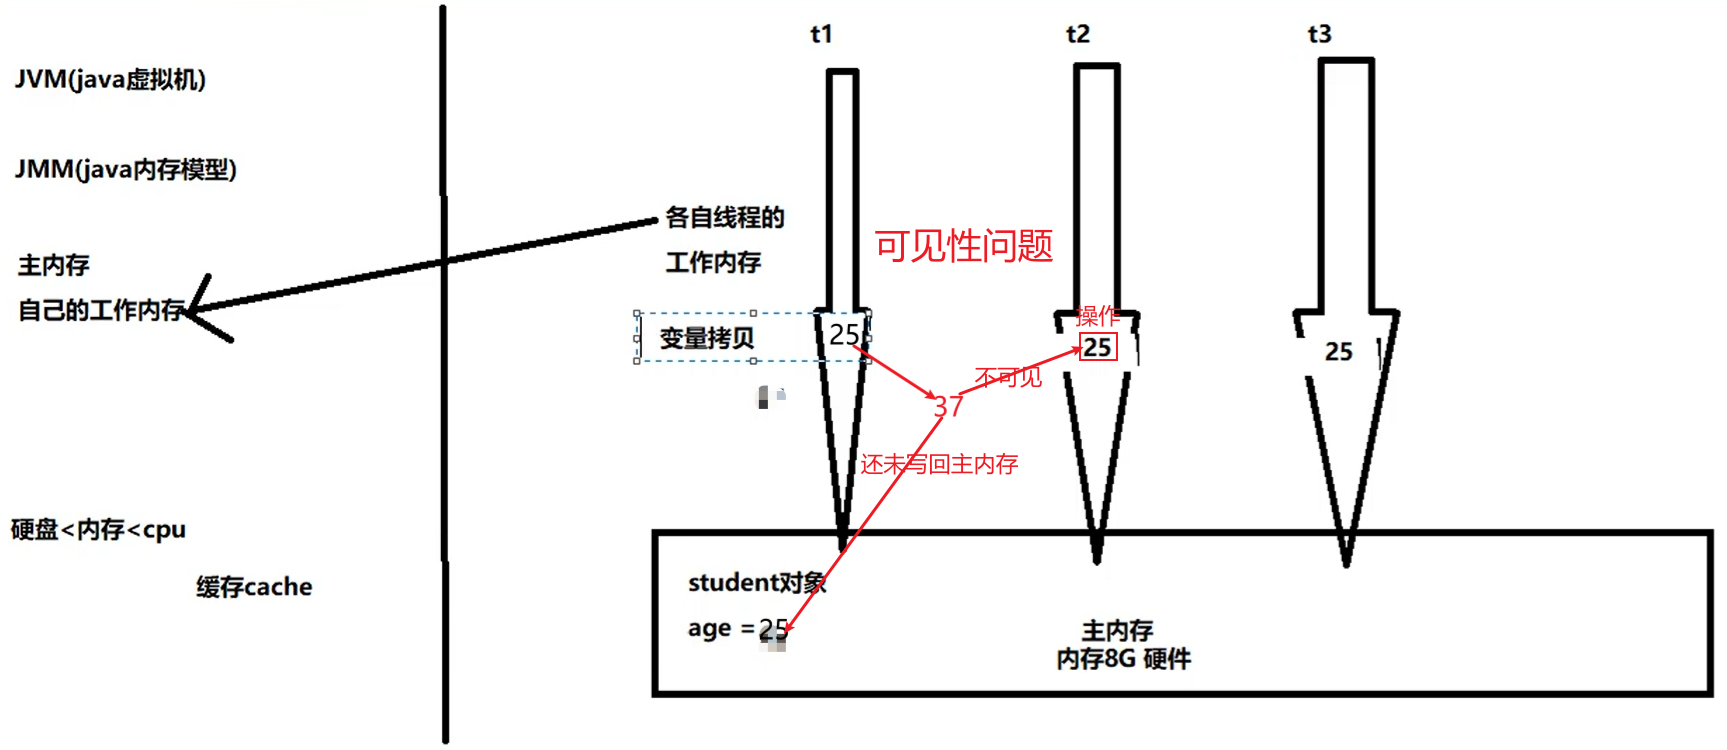 JVM(java虚拟机)
JMM(java内存模型)
主内存
自己的工作内存
硬盘<内存<cpu
缓存cache
t1
t2
t3
各自线程的
工作内存
可见性问题
变量拷贝
25
操作
25
25
不可见
37
还未写回主内存
student对象
age =25
主内存
内存8G 硬件